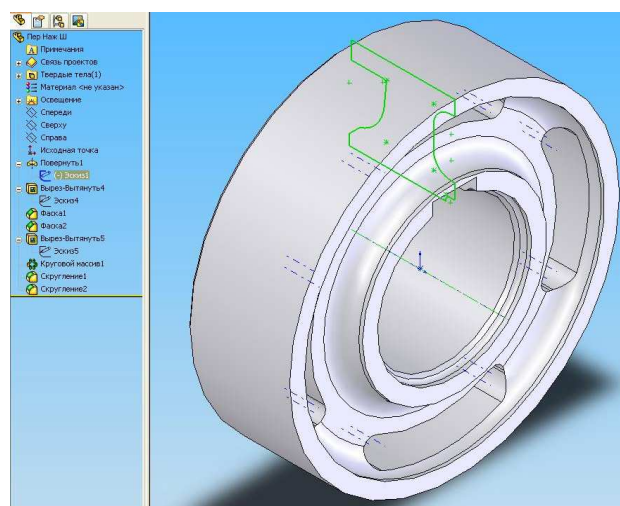 Пер Наж Ш
Примечания
Связь проектов
Твердые тела(1)
Материал <не указан>
Освещение
Спереди
Сверху
Справа
Исходная точка
Повернуть1
(-) Эскиз1
Вырез-Вытянуть4
Эскиз4
Фаска1
Фаска2
Вырез-Вытянуть5
Эскиз5
Круговой массив1
Скругление1
Скругление2